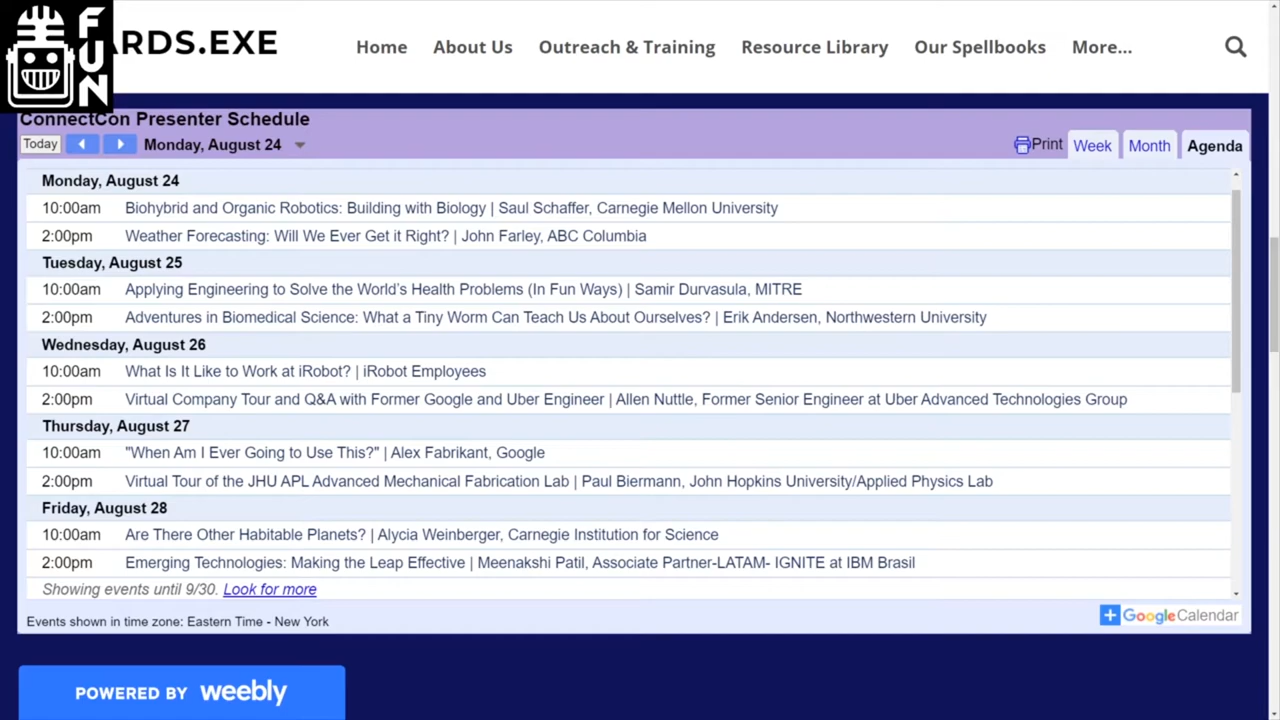 FUN
ARDS.EXE
Home About Us Outreach & Training Resource Library Our Spellbooks More...
ConnectCon Presenter Schedule
Today Monday, August 24 Print Week Month Agenda
Monday, August 24
10:00am Biohybrid and Organic Robotics: Building with Biology | Saul Schaffer, Carnegie Mellon University
2:00pm Weather Forecasting: Will We Ever Get it Right? | John Farley, ABC Columbia
Tuesday, August 25
10:00am Applying Engineering to Solve the World’s Health Problems (In Fun Ways) | Samir Durvasula, MITRE
2:00pm Adventures in Biomedical Science: What a Tiny Worm Can Teach Us About Ourselves? | Erik Andersen, Northwestern University
Wednesday, August 26
10:00am What Is It Like to Work at iRobot? | iRobot Employees
2:00pm Virtual Company Tour and Q&A with Former Google and Uber Engineer | Allen Nuttle, Former Senior Engineer at Uber Advanced Technologies Group
Thursday, August 27
10:00am "When Am I Ever Going to Use This?" | Alex Fabrikant, Google
2:00pm Virtual Tour of the JHU APL Advanced Mechanical Fabrication Lab | Paul Biermann, John Hopkins University/Applied Physics Lab
Friday, August 28
10:00am Are There Other Habitable Planets? | Alycia Weinberger, Carnegie Institution for Science
2:00pm Emerging Technologies: Making the Leap Effective | Meenakshi Patil, Associate Partner-LATAM- IGNITE at IBM Brasil
Showing events until 9/30. Look for more
Events shown in time zone: Eastern Time - New York
GoogleCalendar
POWERED BY weebly